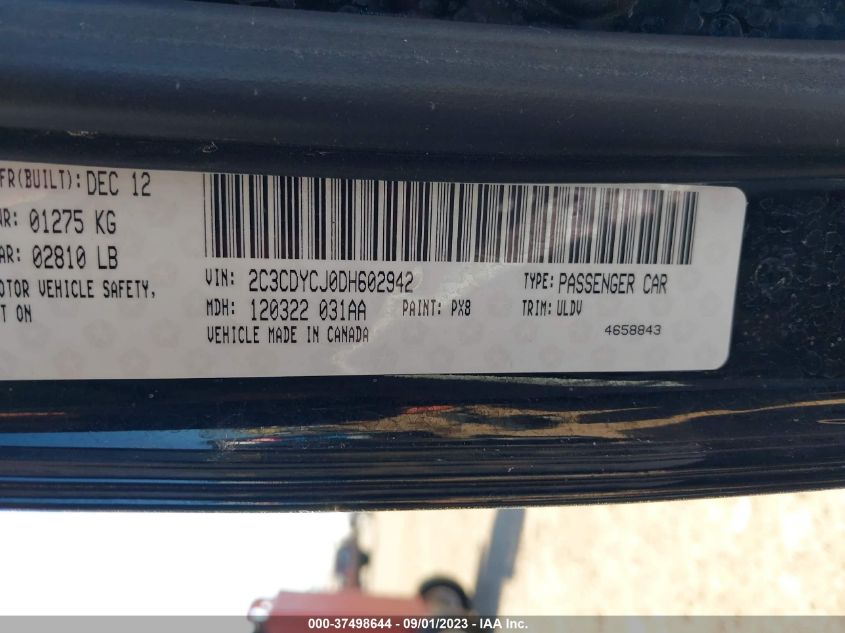 FR(BUILT): DEC 12
WR: 01275 KG
AR: 02810 LB
OTOR VEHICLE SAFETY,
T ON
VIN: 2C3CDYCJ0DH602942
TYPE: PASSENGER CAR
MDH: 120322 031AA
PAINT: PX8
TRIM: ULDV
VEHICLE MADE IN CANADA
4658843
000-37498644 - 09/01/2023 - IAA Inc.